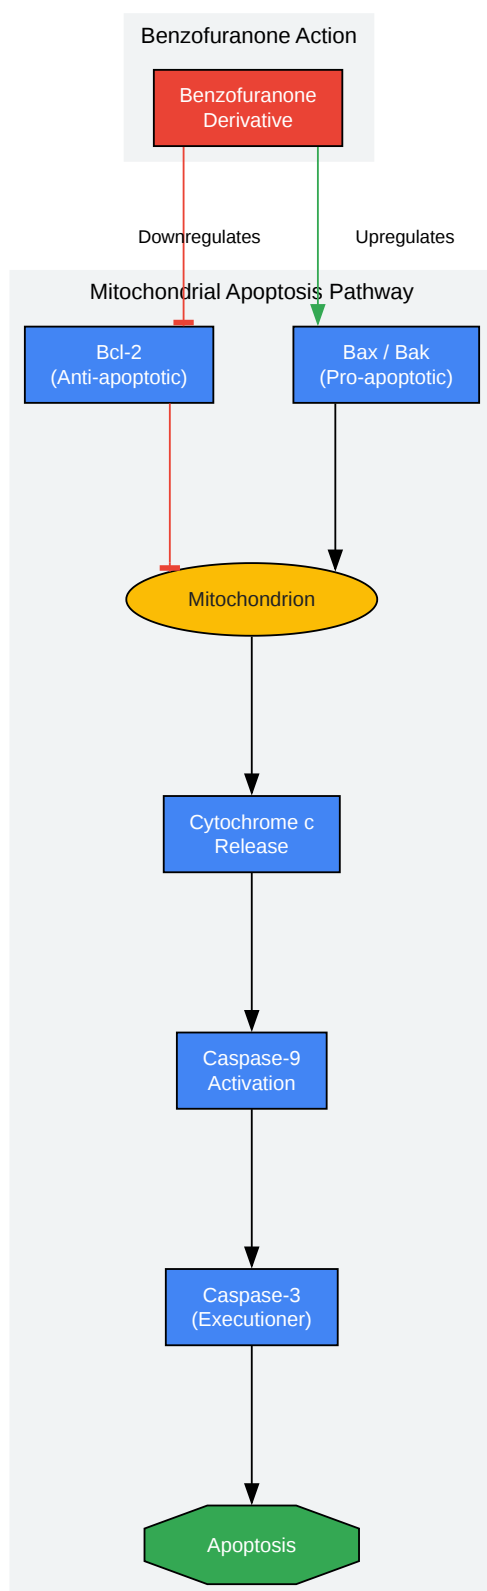 Benzofuranone Action
Benzofuranone
Derivative
Downregulates
Upregulates
Mitochondrial Apoptosis Pathway
Bcl-2
(Anti-apoptotic)
Bax / Bak
(Pro-apoptotic)
Mitochondrion
Cytochrome c
Release
Caspase-9
Activation
Caspase-3
(Executioner)
Apoptosis